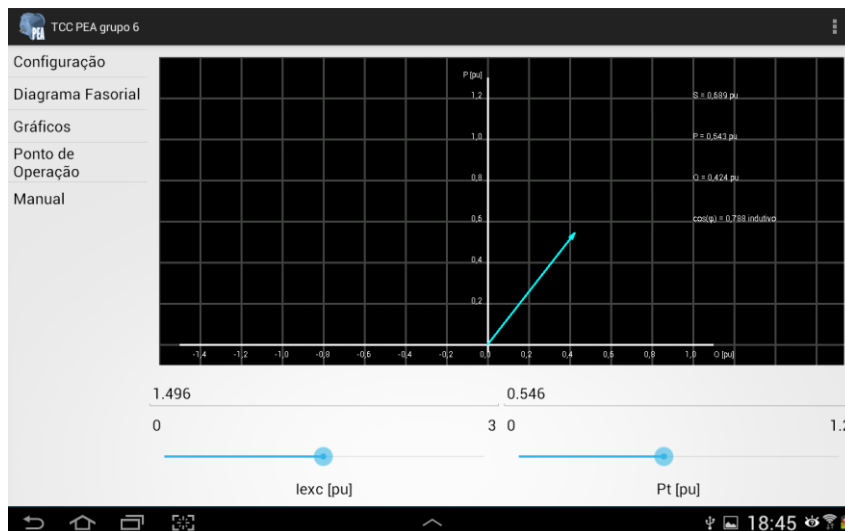 PEA
TCC PEA grupo 6
Configuração
Diagrama Fasorial
Gráficos
Ponto de
Operação
Manual
P [pu]
1,2
1,0
0,8
0,6
0,4
0,2
S = 0,689 pu
P = 0,543 pu
Q = 0,424 pu
cos(φ) = 0,788 indutivo
-1,4 -1,2 -1,0 -0,8 -0,6 -0,4 -0,2 0,0 0,2 0,4 0,6 0,8 1,0 Q [pu]
1.496 0.546
0 3 0 1.2
Iexc [pu] Pt [pu]
18:45